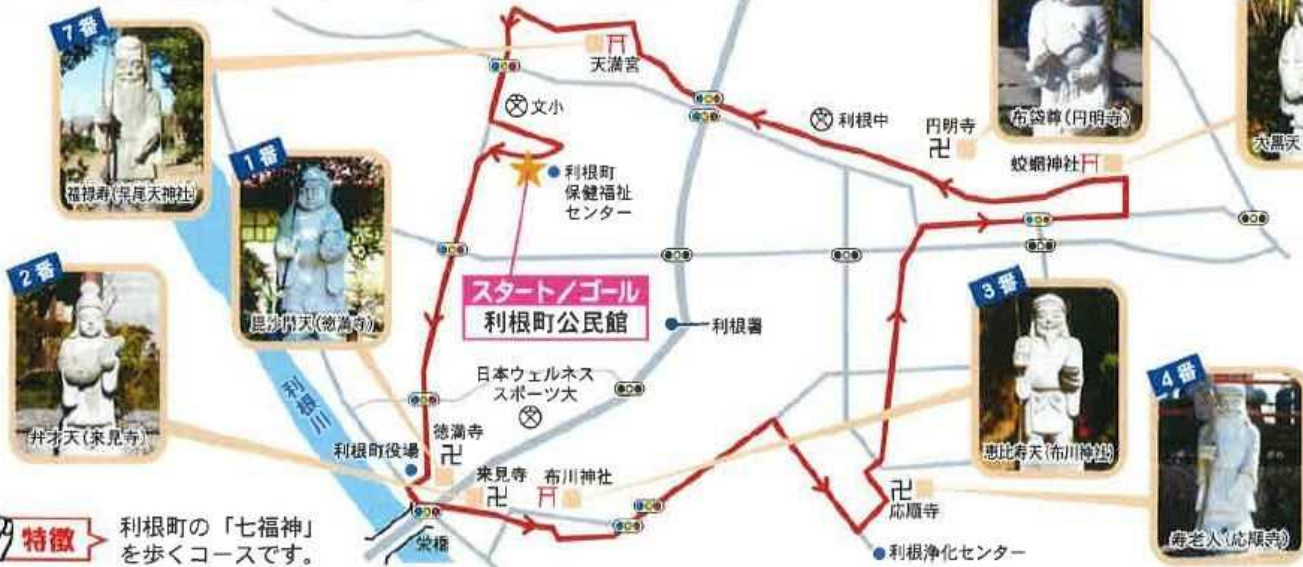 7番
福禄寿(早尾天神社)
天満宮
文小
利根中
円明寺
布袋尊(円明寺)
蛟蝄神社
1番
毘沙門天(徳満寺)
利根町
保健福祉
センター
スタート/ゴール
利根町公民館
利根署
2番
弁才天(来見寺)
利根川
日本ウェルネス
スポーツ大
利根町役場
徳満寺
来見寺
布川神社
栄橋
3番
恵比寿天(布川神社)
4番
寿老人(応順寺)
応順寺
利根浄化センター
特徴
利根町の「七福神」
を歩くコースです。